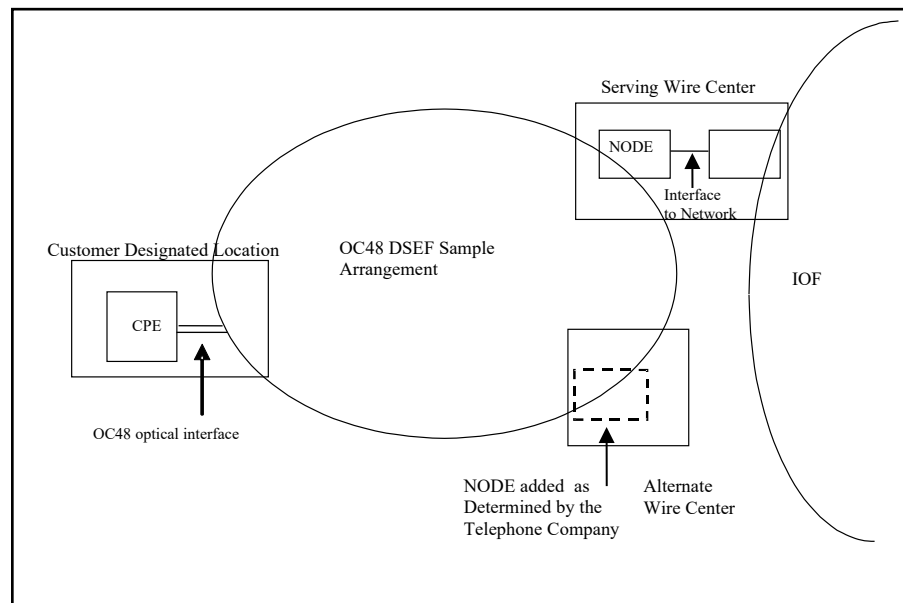 Serving Wire Center
NODE
Interface
to Network
Customer Designated Location
OC48 DSEF Sample
Arrangement
IOF
CPE
OC48 optical interface
NODE added as
Determined by the
Telephone Company
Alternate
Wire Center